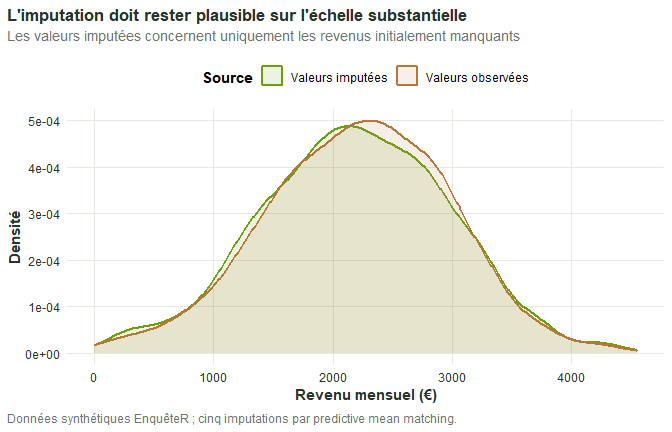 L'imputation doit rester plausible sur l'échelle substantielle
Les valeurs imputées concernent uniquement les revenus initialement manquants
Source Valeurs imputées Valeurs observées
Densité
5e-04
4e-04
3e-04
2e-04
1e-04
0e+00
0 1000 2000 3000 4000
Revenu mensuel (€)
Données synthétiques EnquêteR ; cinq imputations par predictive mean matching.